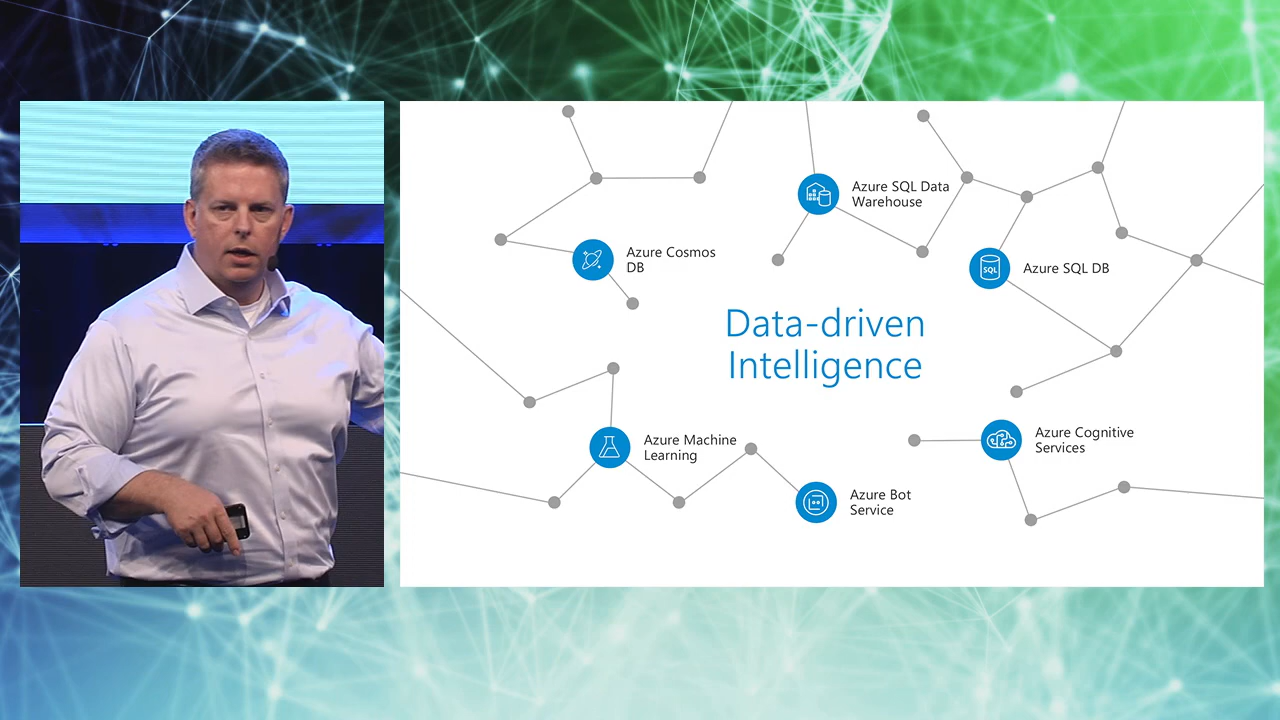 Azure SQL Data
Warehouse
Azure Cosmos
DB
SQL
Azure SQL DB
Data-driven
Intelligence
Azure Machine
Learning
Azure Cognitive
Services
Azure Bot
Service